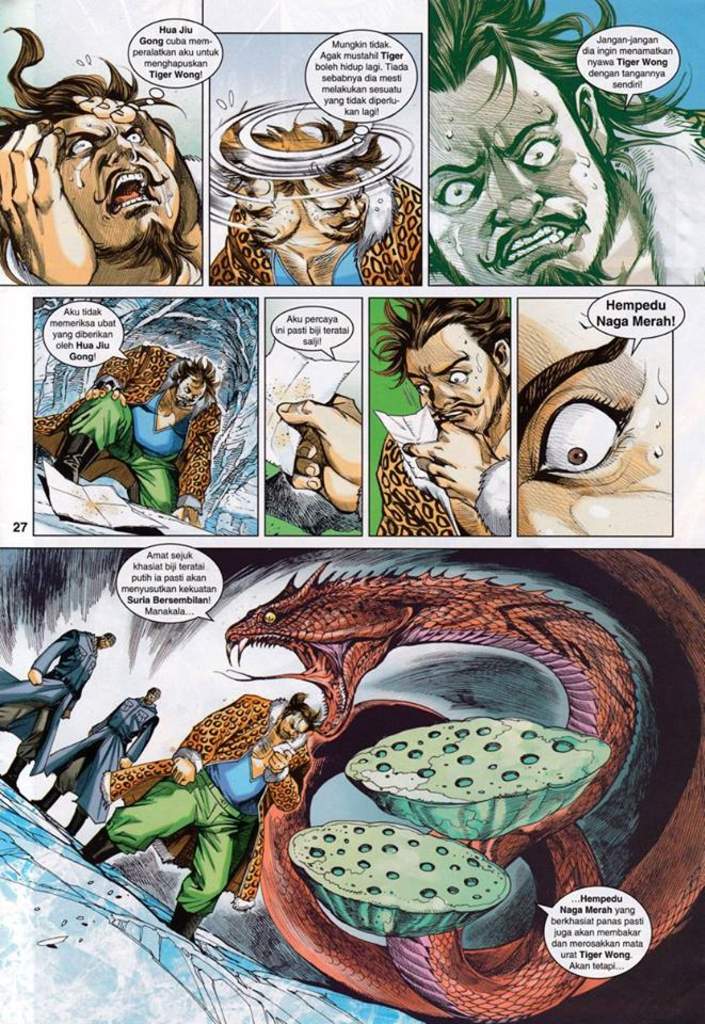 Hua Jiu
Gong cuba mem-
peralatkan aku untuk
menghapuskan
Tiger Wong!
Mungkin tidak.
Agak mustahil Tiger
boleh hidup lagi. Tiada
sebabnya dia mesti
melakukan sesuatu
yang tidak diperlu-
kan lagi!
Jangan-jangan
dia ingin menamatkan
nyawa Tiger Wong
dengan tangannya
sendiri!
Aku tidak
memeriksa ubat
yang diberikan
oleh Hua Jiu
Gong!
Aku percaya
ini pasti biji teratai
salji!
Hempedu
Naga Merah!
27
Amat sejuk
khasiat biji teratai
putih ia pasti akan
menyusutkan kekuatan
Suria Bersembilan!
Manakala...
...Hempedu
Naga Merah yang
berkhasiat panas pasti
juga akan membakar
dan merosakkan mata
urat Tiger Wong.
Akan tetapi...